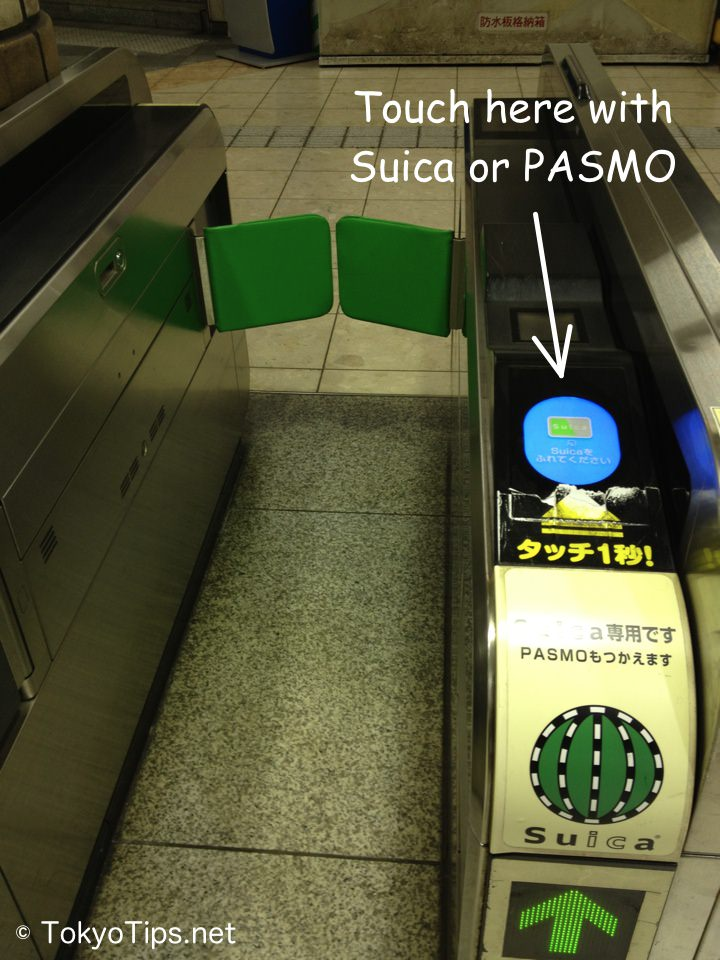 防水板格納箱
Touch here with
Suica or PASMO
Suica
Suicaを
ふれてください
タッチ1秒!
Suica専用です
PASMOもつかえます
Suica
© TokyoTips.net